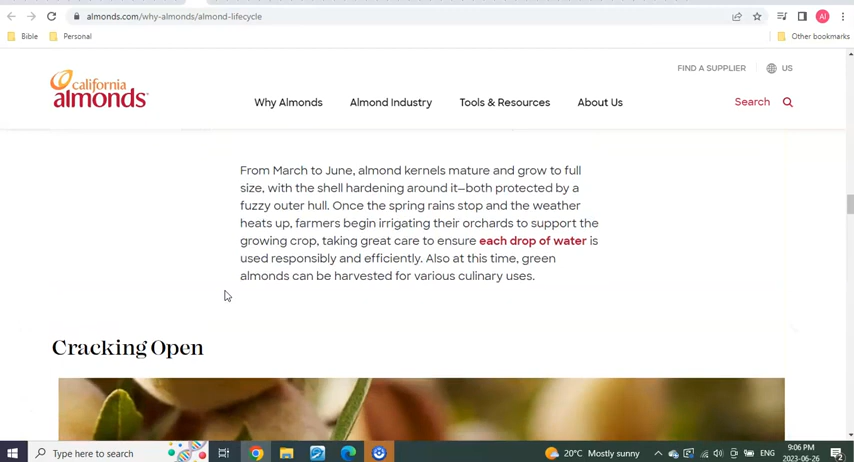 almonds.com/why-almonds/almond-lifecycle
AI
Bible
Personal
Other bookmarks
FIND A SUPPLIER
US
california
almonds
Why Almonds
Almond Industry
Tools & Resources
About Us
Search
From March to June, almond kernels mature and grow to full
size, with the shell hardening around it—both protected by a
fuzzy outer hull. Once the spring rains stop and the weather
heats up, farmers begin irrigating their orchards to support the
growing crop, taking great care to ensure each drop of water is
used responsibly and efficiently. Also at this time, green
almonds can be harvested for various culinary uses.
Cracking Open
Type here to search
20°C Mostly sunny
ENG
9:06 PM
2023-06-26
2